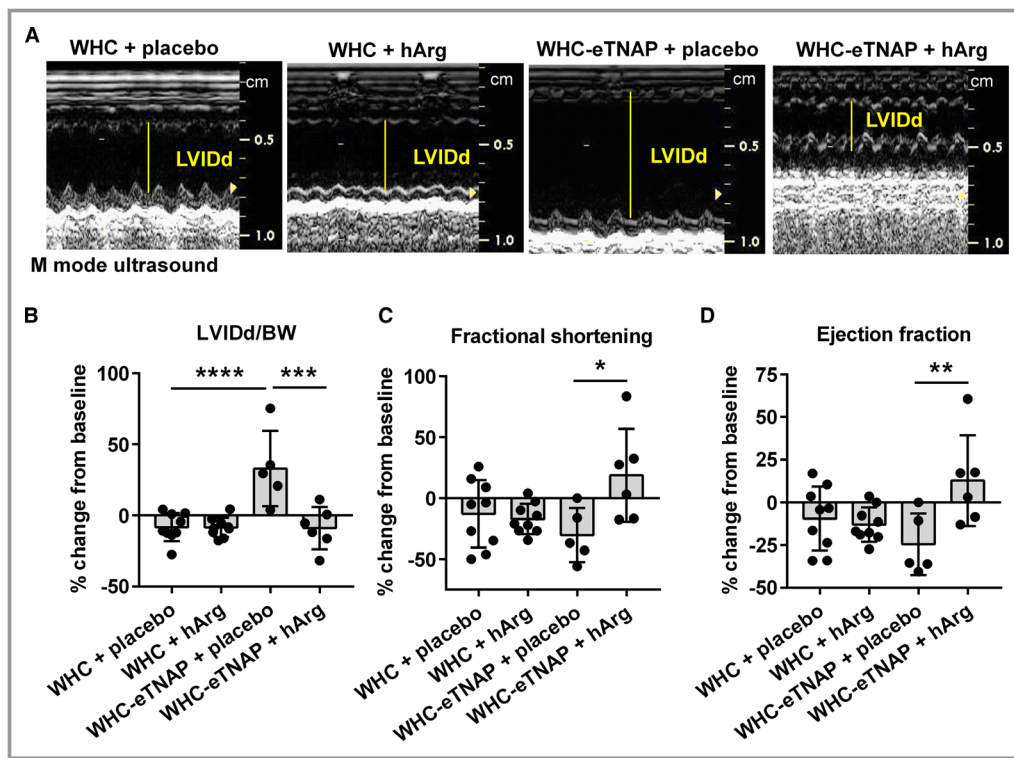 A
WHC + placebo
WHC + hArg
WHC-eTNAP + placebo
WHC-eTNAP + hArg
cm
0.5
LVIDd
1.0
cm
0.5
LVIDd
1.0
cm
0.5
LVIDd
1.0
cm
LVIDd
0.5
1.0
M mode ultrasound
B
LVIDd/BW
% change from baseline
100
50
0
-50
****
***
WHC + placebo
WHC + hArg
WHC-eTNAP + placebo
WHC-eTNAP + hArg
C
Fractional shortening
% change from baseline
100
50
0
-50
*
WHC + placebo
WHC + hArg
WHC-eTNAP + placebo
WHC-eTNAP + hArg
D
Ejection fraction
% change from baseline
75
50
25
0
-25
-50
**
WHC + placebo
WHC + hArg
WHC-eTNAP + placebo
WHC-eTNAP + hArg